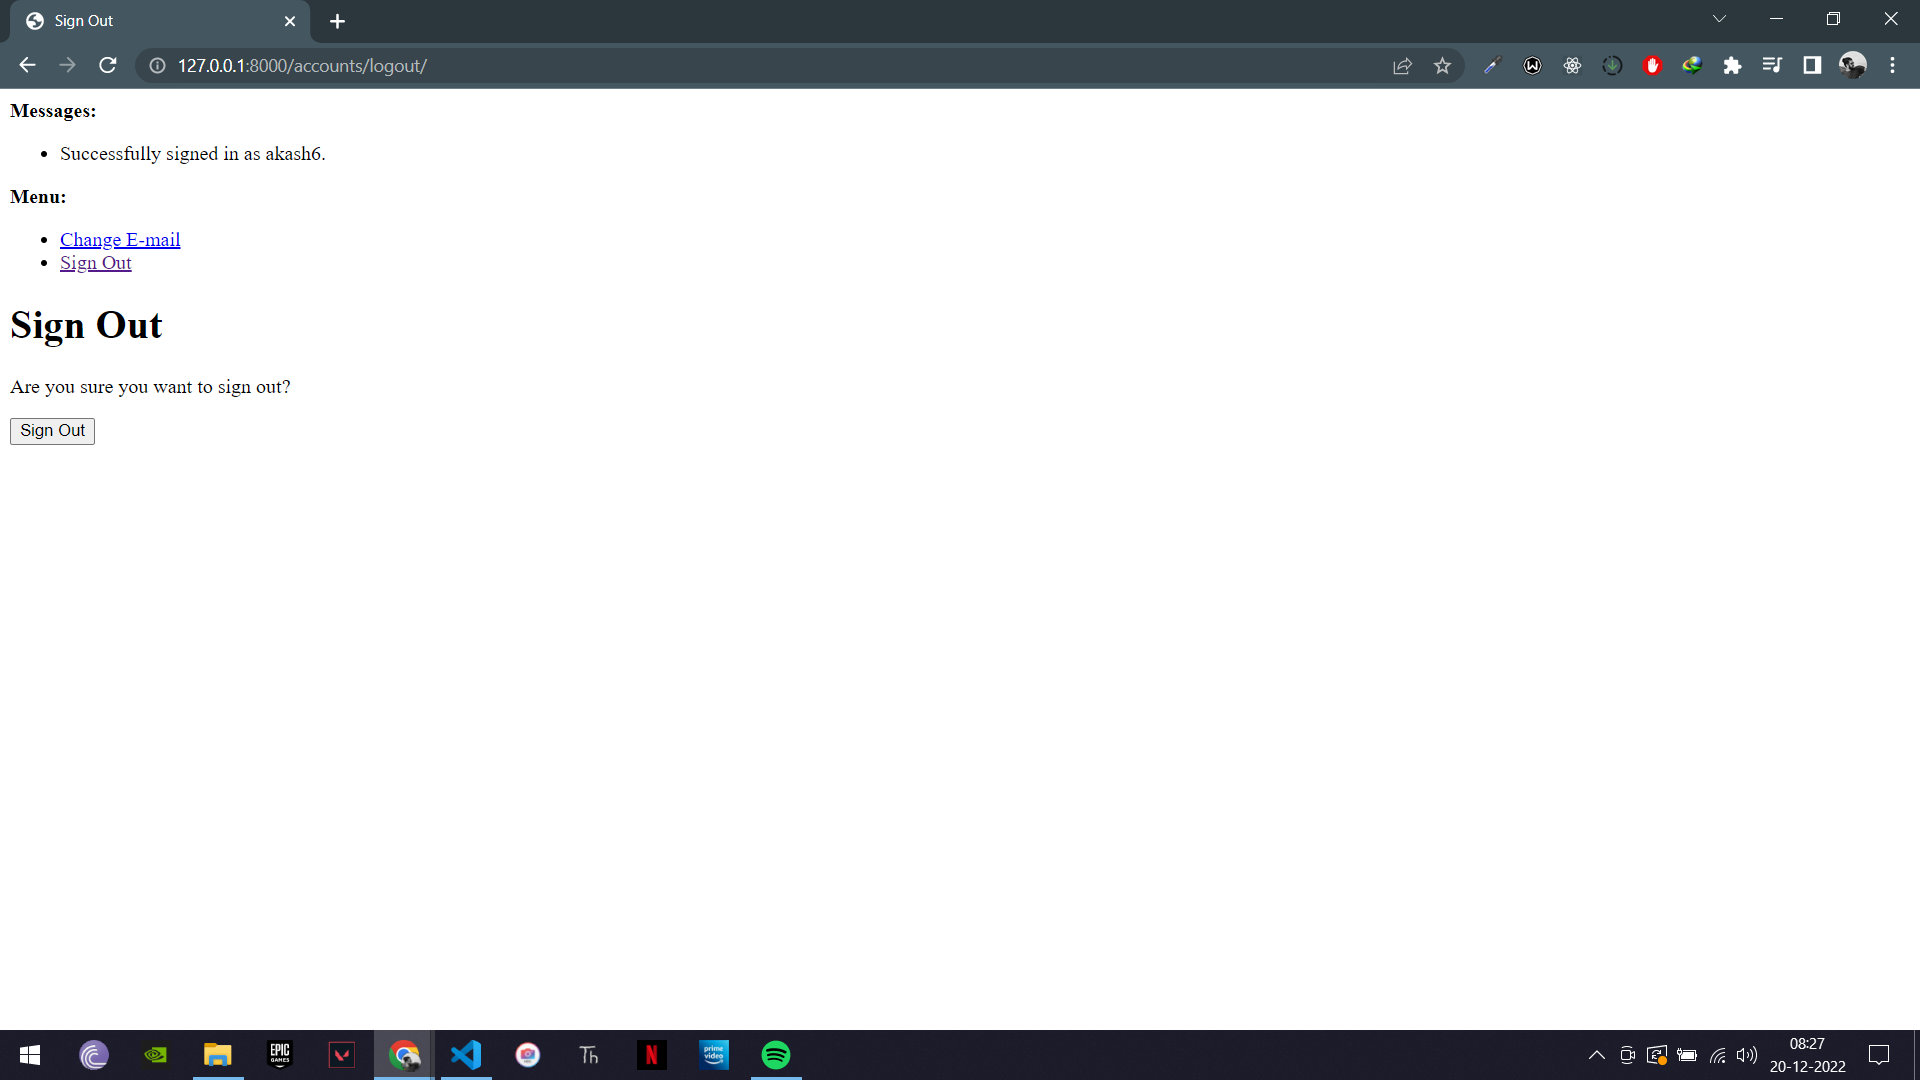 Sign Out
127.0.0.1:8000/accounts/logout/
Messages:
Successfully signed in as akash6.
Menu:
Change E-mail
Sign Out
Sign Out
Are you sure you want to sign out?
Sign Out
EPIC
GAMES
Th
N
prime
video
08:27
20-12-2022